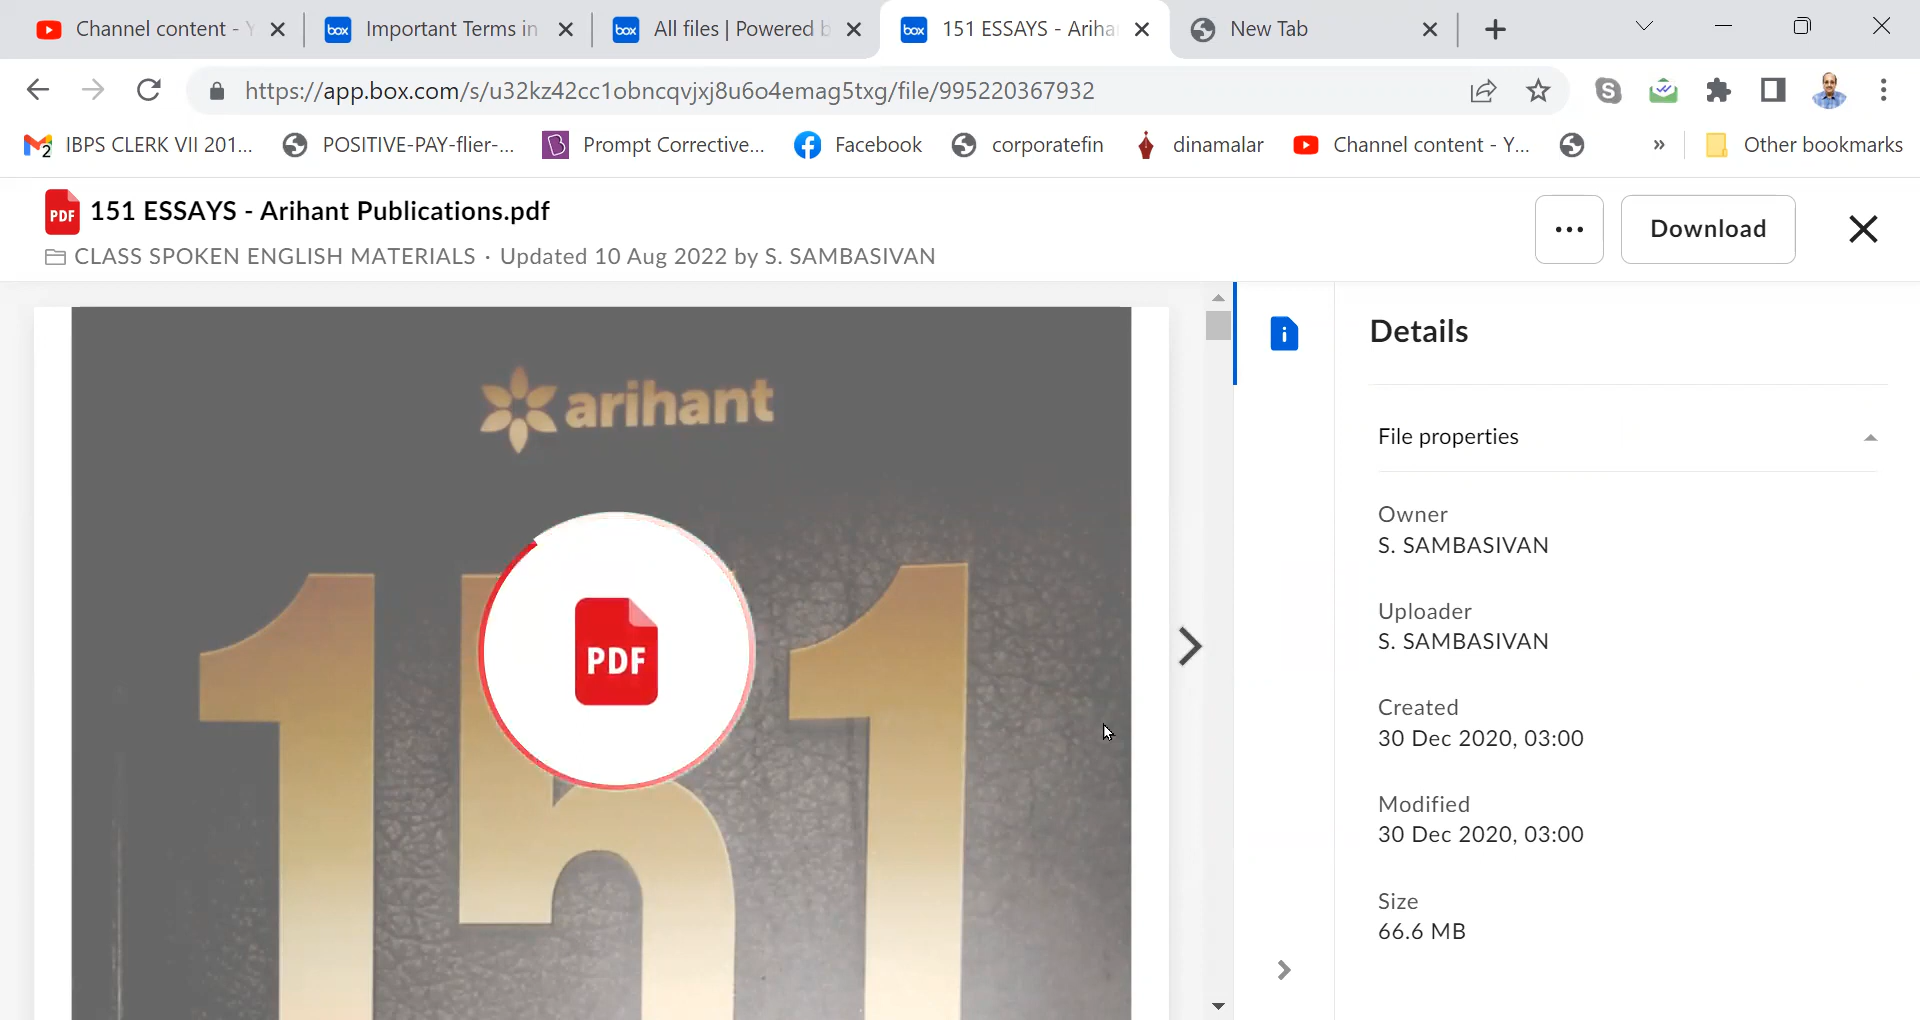 Channel content - Y
Important Terms in
All files | Powered b
151 ESSAYS - Ariha
New Tab
https://app.box.com/s/u32kz42cc1obncqvjxj8u6o4emag5txg/file/995220367932
IBPS CLERK VII 201...
POSITIVE-PAY-flier-...
Prompt Corrective...
Facebook
corporatefin
dinamalar
Channel content - Y...
»
Other bookmarks
PDF 151 ESSAYS - Arihant Publications.pdf
CLASS SPOKEN ENGLISH MATERIALS · Updated 10 Aug 2022 by S. SAMBASIVAN
Download
arihant
151
PDF
Details
File properties
Owner
S. SAMBASIVAN
Uploader
S. SAMBASIVAN
Created
30 Dec 2020, 03:00
Modified
30 Dec 2020, 03:00
Size
66.6 MB